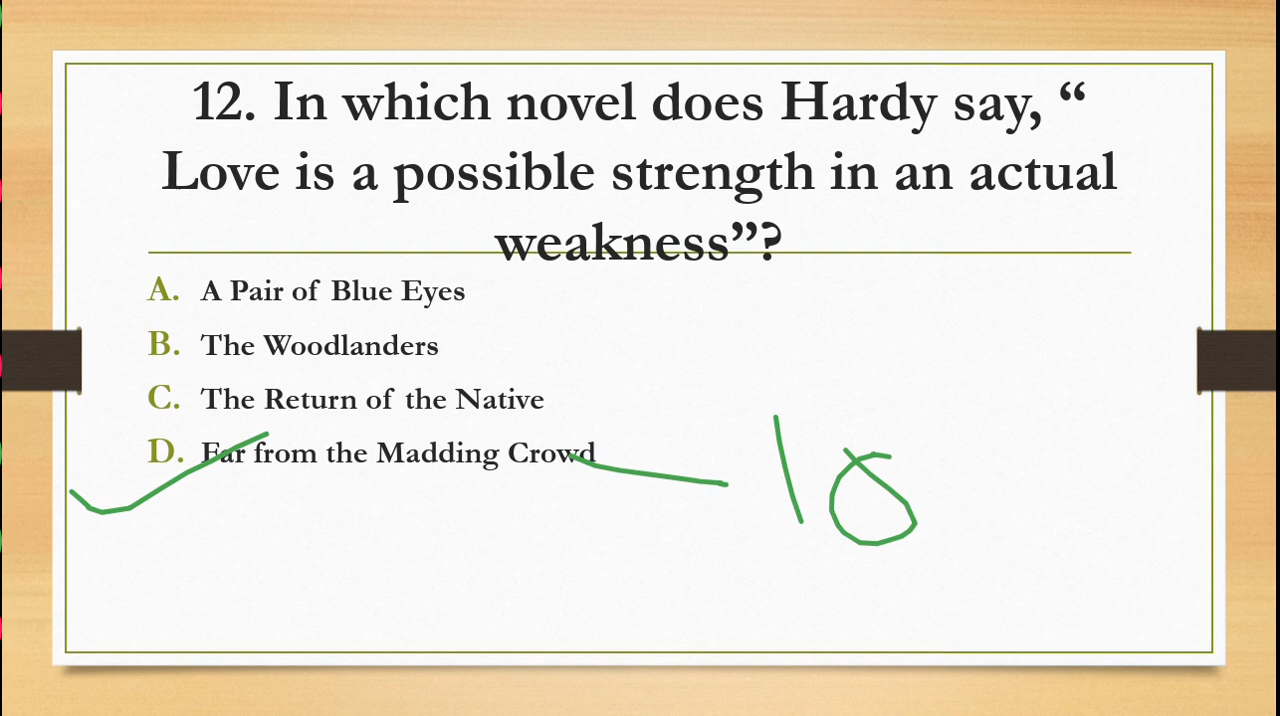 12. In which novel does Hardy say, “
Love is a possible strength in an actual
weakness”?
A. A Pair of Blue Eyes
B. The Woodlanders
C. The Return of the Native
D. Far from the Madding Crowd